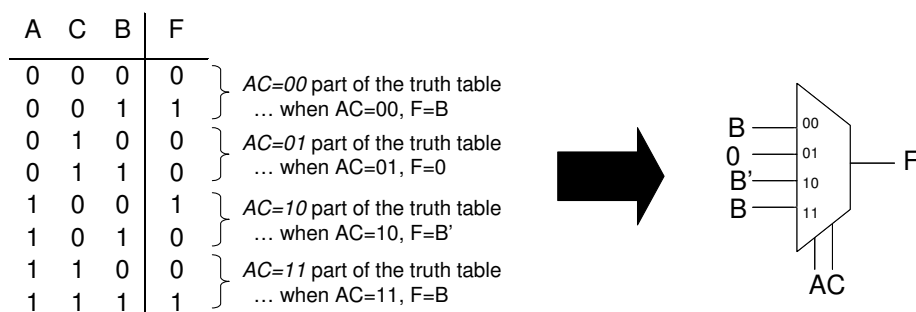 A C B F
0 0 0 0
0 0 1 1
AC=00 part of the truth table
... when AC=00, F=B
0 1 0 0
0 1 1 0
AC=01 part of the truth table
... when AC=01, F=0
1 0 0 1
1 0 1 0
AC=10 part of the truth table
... when AC=10, F=B'
1 1 0 0
1 1 1 1
AC=11 part of the truth table
... when AC=11, F=B
B 00
0 01
B' 10
B 11
F
AC